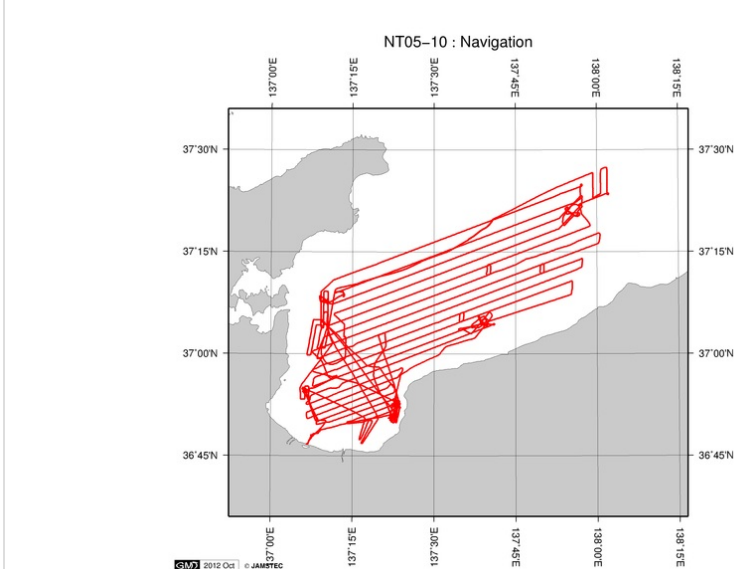 NT05−10 : Navigation
137˚00'E 137˚15'E 137˚30'E 137˚45'E 138˚00'E 138˚15'E
37˚30'N 37˚30'N
37˚15'N 37˚15'N
37˚00'N 37˚00'N
36˚45'N 36˚45'N
137˚00'E 137˚15'E 137˚30'E 137˚45'E 138˚00'E 138˚15'E
GMD 2012 Oct © JAMSTEC